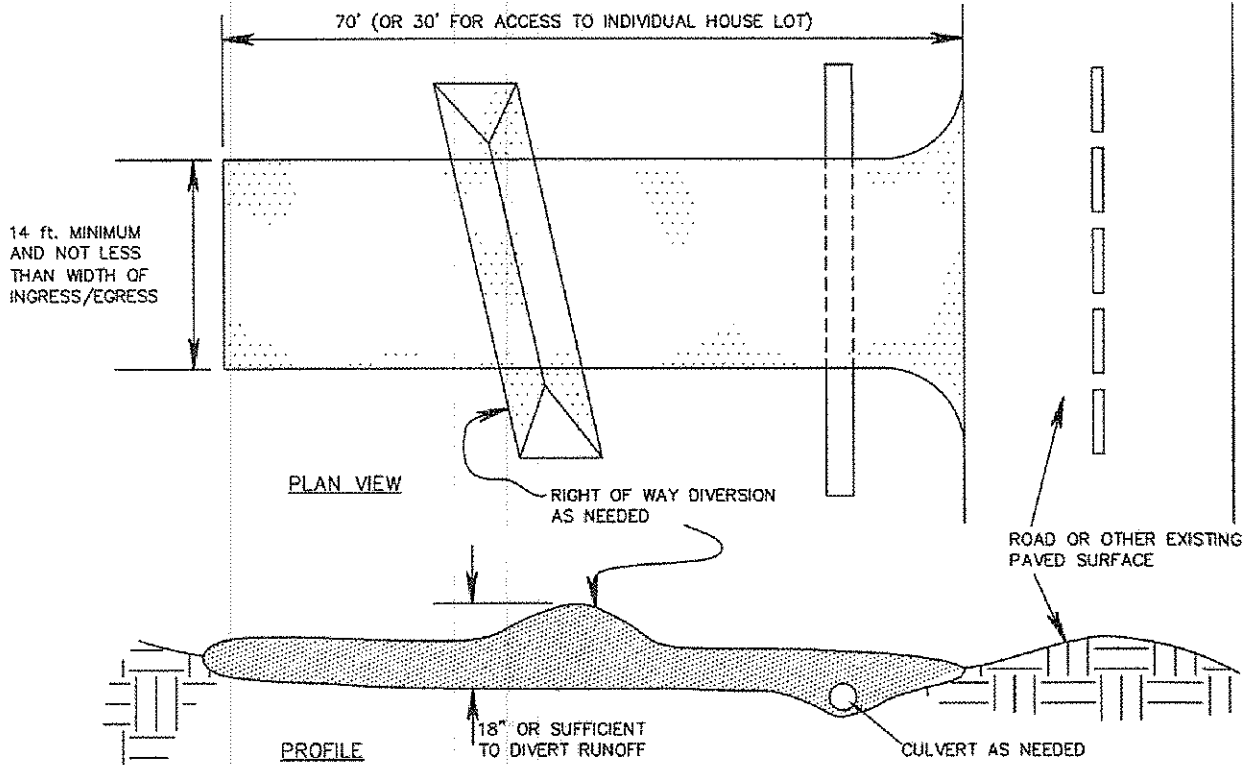 70' (OR 30' FOR ACCESS TO INDIVIDUAL HOUSE LOT)
14 ft. MINIMUM
AND NOT LESS
THAN WIDTH OF
INGRESS/EGRESS
PLAN VIEW
RIGHT OF WAY DIVERSION
AS NEEDED
ROAD OR OTHER EXISTING
PAVED SURFACE
18" OR SUFFICIENT
TO DIVERT RUNOFF
CULVERT AS NEEDED
PROFILE